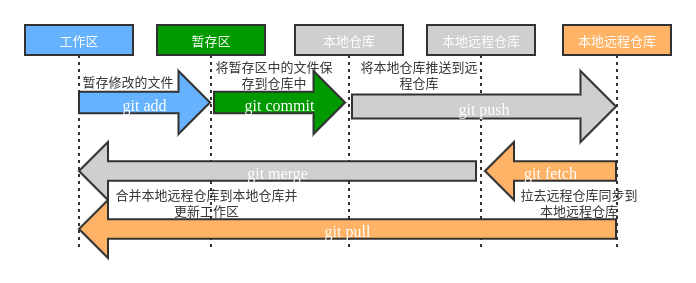 工作区
暂存区
本地仓库
本地远程仓库
本地远程仓库
暂存修改的文件
将暂存区中的文件保
存到仓库中
将本地仓库推送到远
程仓库
git add
git commit
git push
git merge
git fetch
合并本地远程仓库到本地仓库并
更新工作区
拉去远程仓库同步到
本地远程仓库
git pull